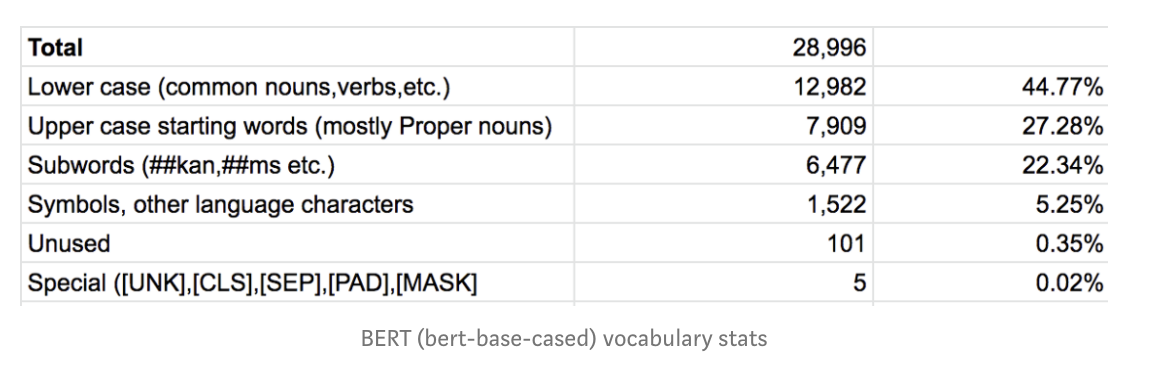 Total 28,996
Lower case (common nouns,verbs,etc.) 12,982 44.77%
Upper case starting words (mostly Proper nouns) 7,909 27.28%
Subwords (##kan,##ms etc.) 6,477 22.34%
Symbols, other language characters 1,522 5.25%
Unused 101 0.35%
Special ([UNK],[CLS],[SEP],[PAD],[MASK] 5 0.02%
BERT (bert-base-cased) vocabulary stats